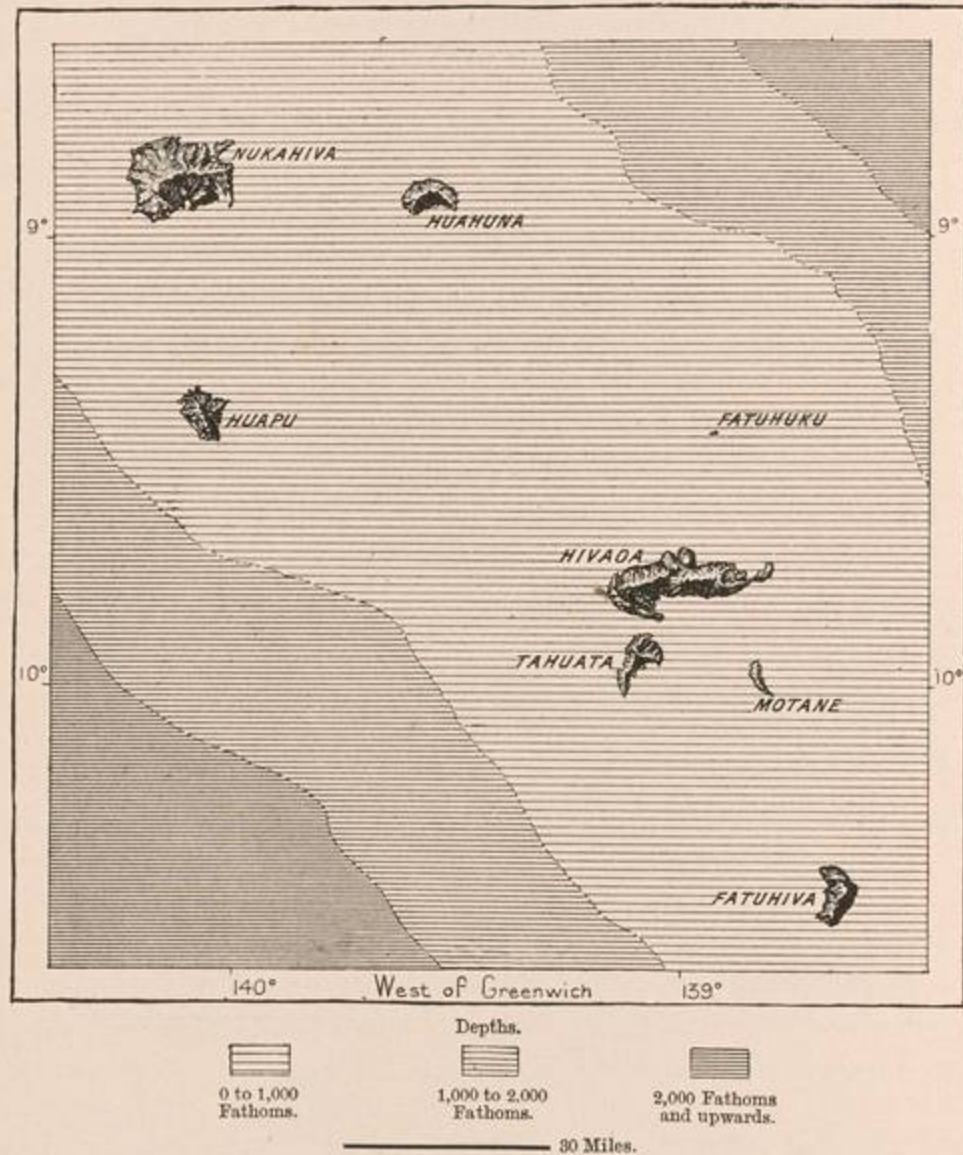 NUKAHIVA
HUAHUNA
9° 9°
HUAPU
FATUHUKU
HIVAOA
TAHUATA
10° 10°
MOTANE
FATUHIVA
140° West of Greenwich 139°
Depths.
0 to 1,000
Fathoms.
1,000 to 2,000
Fathoms.
2,000 Fathoms
and upwards.
30 Miles.